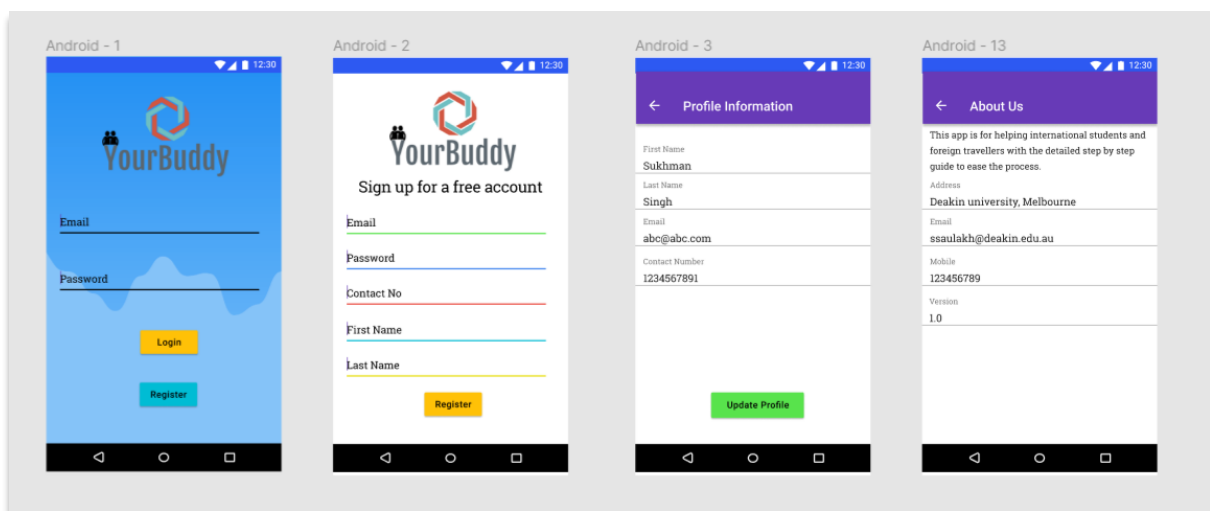 Android - 1
12:30
YourBuddy
Email
Password
Login
Register
Android - 2
12:30
YourBuddy
Sign up for a free account
Email
Password
Contact No
First Name
Last Name
Register
Android - 3
12:30
Profile Information
First Name
Sukhman
Last Name
Singh
Email
abc@abc.com
Contact Number
1234567891
Update Profile
Android - 13
12:30
About Us
This app is for helping international students and
foreign travellers with the detailed step by step
guide to ease the process.
Address
Deakin university, Melbourne
Email
ssaulakh@deakin.edu.au
Mobile
123456789
Version
1.0